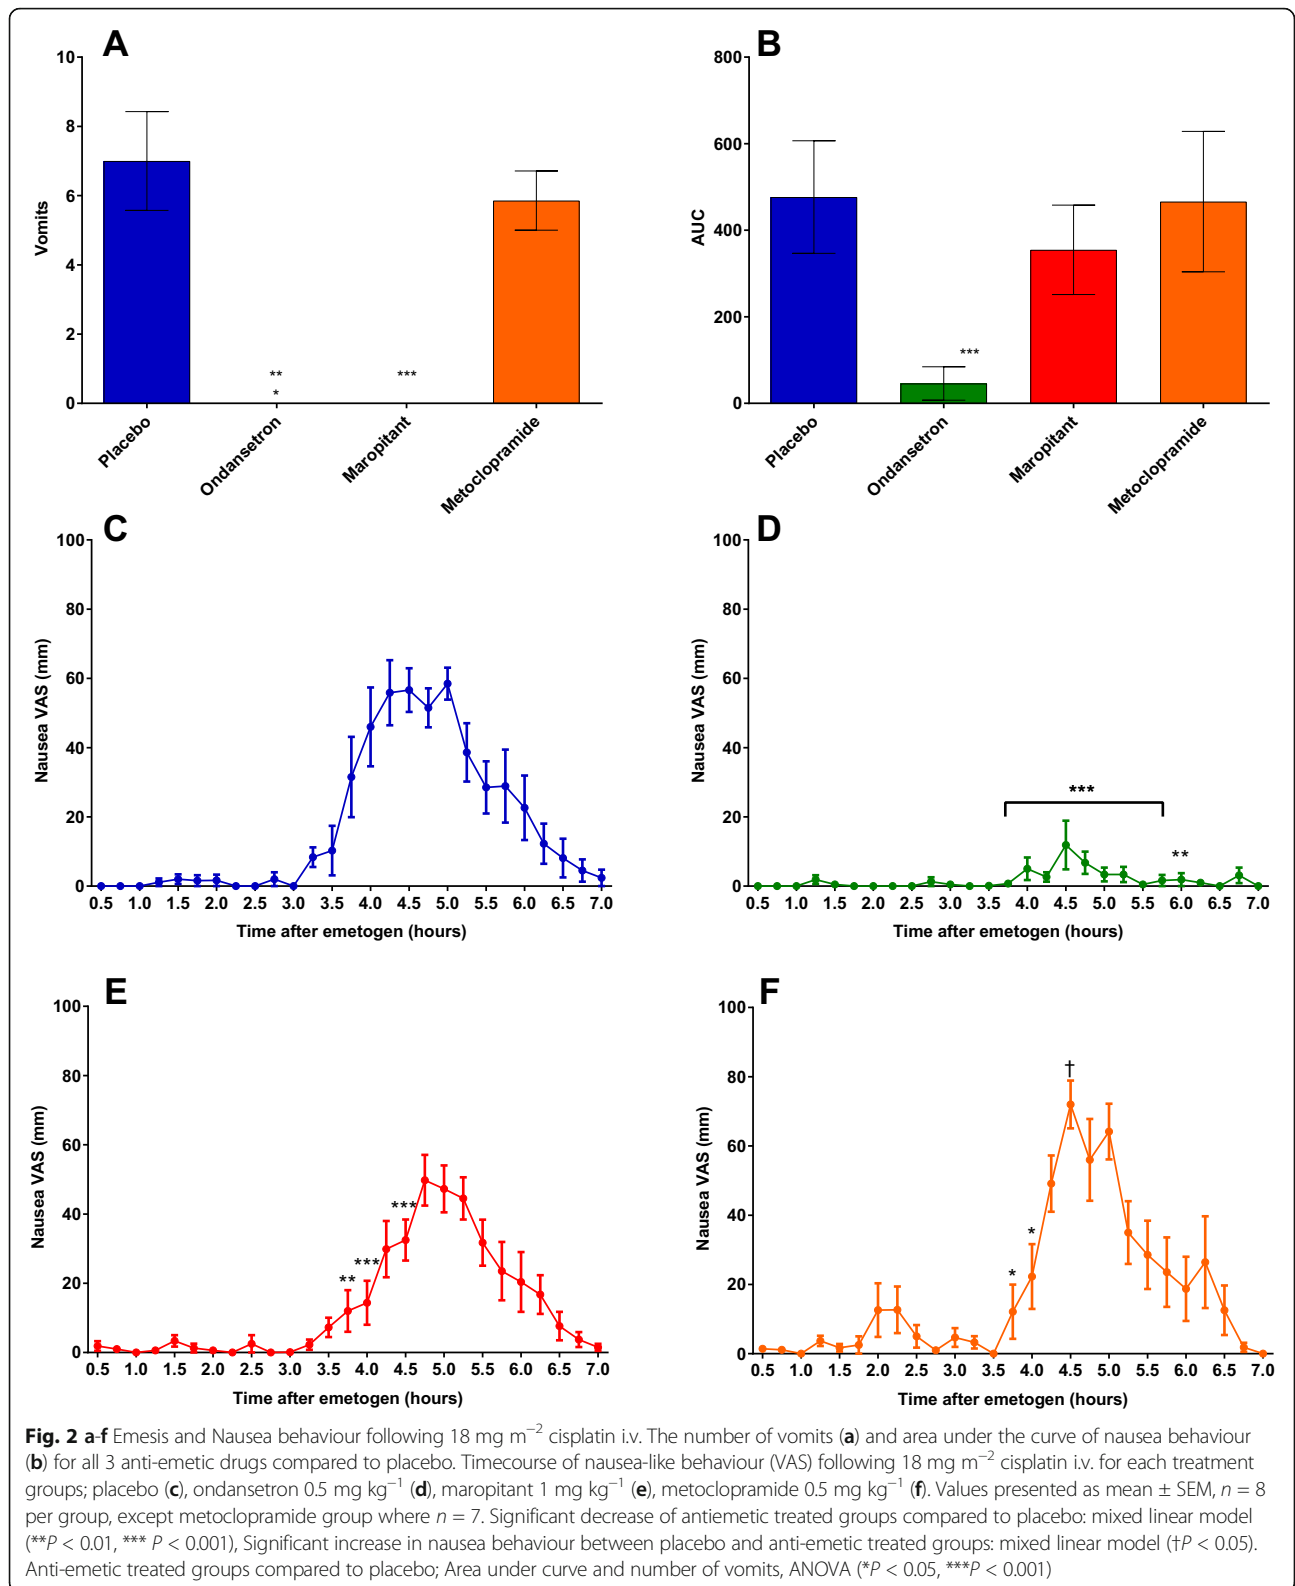 A
10
8
6
4
2
0
Vomits
**
*
***
Placebo
Ondansetron
Maropitant
Metoclopramide
B
800
600
400
200
0
AUC
***
Placebo
Ondansetron
Maropitant
Metoclopramide
C
100
80
60
40
20
0
Nausea VAS (mm)
0.5 1.0 1.5 2.0 2.5 3.0 3.5 4.0 4.5 5.0 5.5 6.0 6.5 7.0
Time after emetogen (hours)
D
100
80
60
40
20
0
Nausea VAS (mm)
***
**
0.5 1.0 1.5 2.0 2.5 3.0 3.5 4.0 4.5 5.0 5.5 6.0 6.5 7.0
Time after emetogen (hours)
E
100
80
60
40
20
0
Nausea VAS (mm)
**
***
***
0.5 1.0 1.5 2.0 2.5 3.0 3.5 4.0 4.5 5.0 5.5 6.0 6.5 7.0
Time after emetogen (hours)
F
100
80
60
40
20
0
Nausea VAS (mm)
*
*
†
0.5 1.0 1.5 2.0 2.5 3.0 3.5 4.0 4.5 5.0 5.5 6.0 6.5 7.0
Time after emetogen (hours)
Fig. 2 a-f Emesis and Nausea behaviour following 18 mg m⁻² cisplatin i.v. The number of vomits (a) and area under the curve of nausea behaviour
(b) for all 3 anti-emetic drugs compared to placebo. Timecourse of nausea-like behaviour (VAS) following 18 mg m⁻² cisplatin i.v. for each treatment
groups; placebo (c), ondansetron 0.5 mg kg⁻¹ (d), maropitant 1 mg kg⁻¹ (e), metoclopramide 0.5 mg kg⁻¹ (f). Values presented as mean ± SEM, n = 8
per group, except metoclopramide group where n = 7. Significant decrease of antiemetic treated groups compared to placebo: mixed linear model
(**P < 0.01, *** P < 0.001), Significant increase in nausea behaviour between placebo and anti-emetic treated groups: mixed linear model (†P < 0.05).
Anti-emetic treated groups compared to placebo; Area under curve and number of vomits, ANOVA (*P < 0.05, ***P < 0.001)